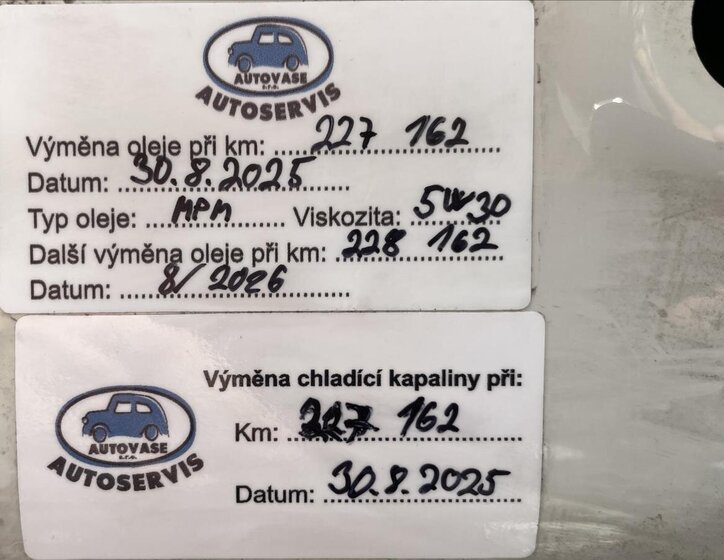 AUTOVASE
s.r.o.
AUTOSERVIS
Výměna oleje při km: 227 162
Datum: 30.8.2025
Typ oleje: MPM Viskozita: 5W30
Další výměna oleje při km: 228 162
Datum: 8/2026
AUTOVASE
s.r.o.
AUTOSERVIS
Výměna chladící kapaliny při:
Km: 227 162
Datum: 30.8.2025